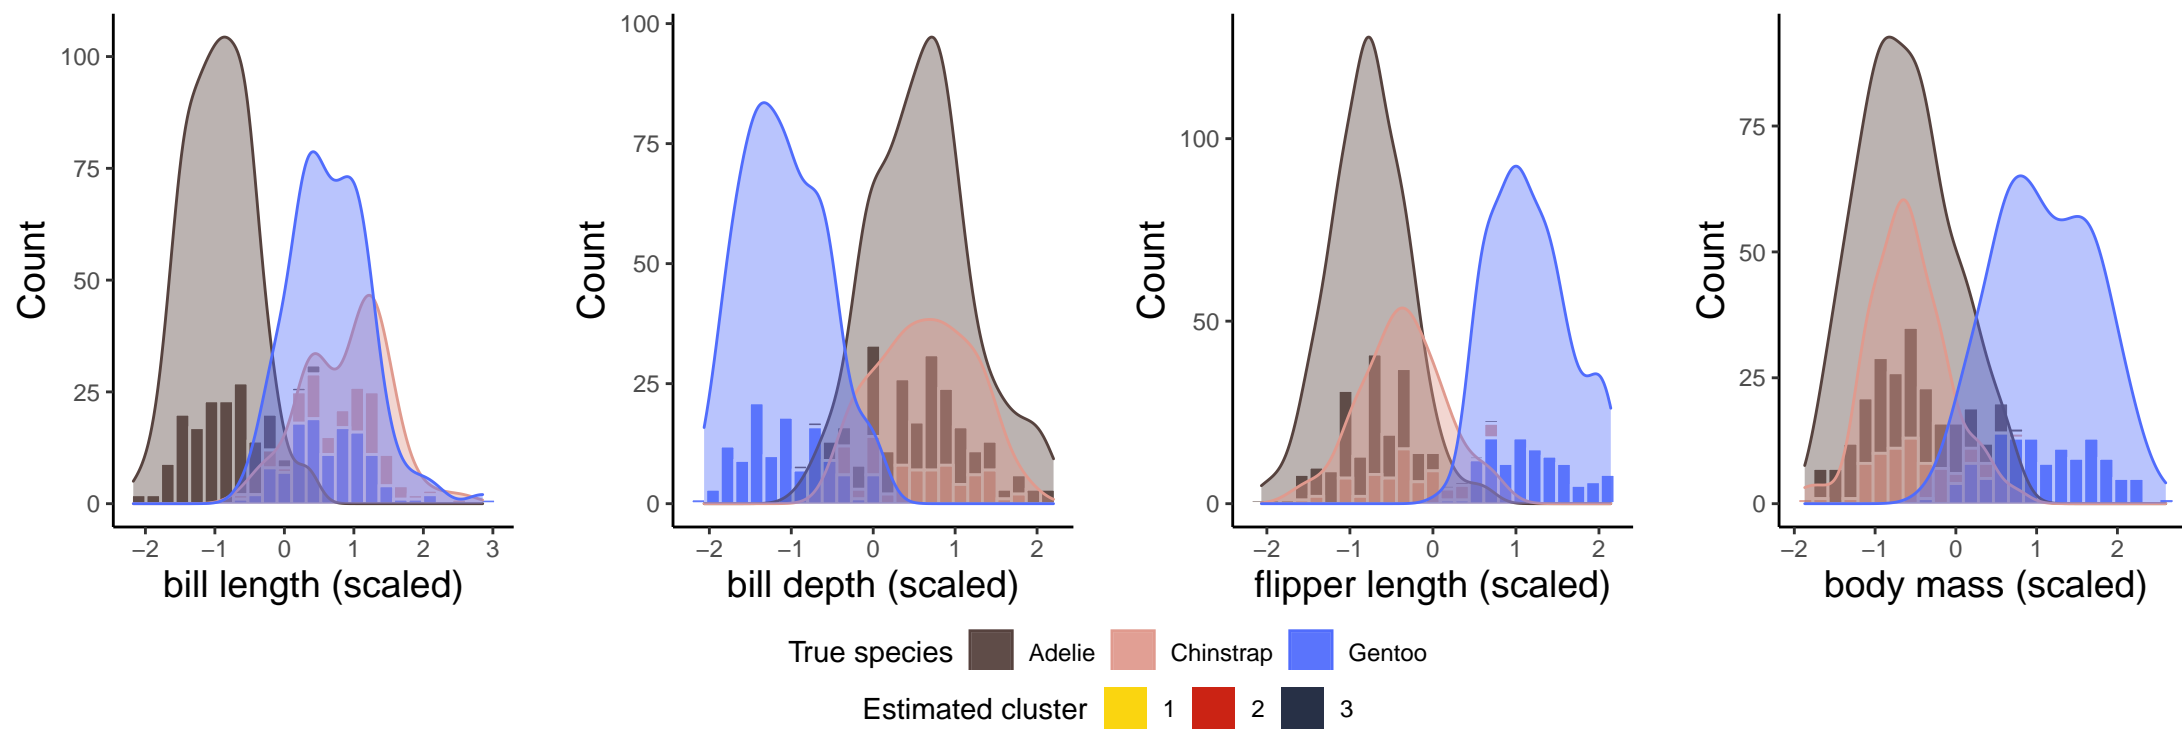 100
75
50
25
0
Count
−2 −1 0 1 2 3
bill length (scaled)
100
75
50
25
0
Count
−2 −1 0 1 2
bill depth (scaled)
100
50
0
Count
−2 −1 0 1 2
flipper length (scaled)
75
50
25
0
Count
−2 −1 0 1 2
body mass (scaled)
True species Adelie Chinstrap Gentoo
Estimated cluster 1 2 3